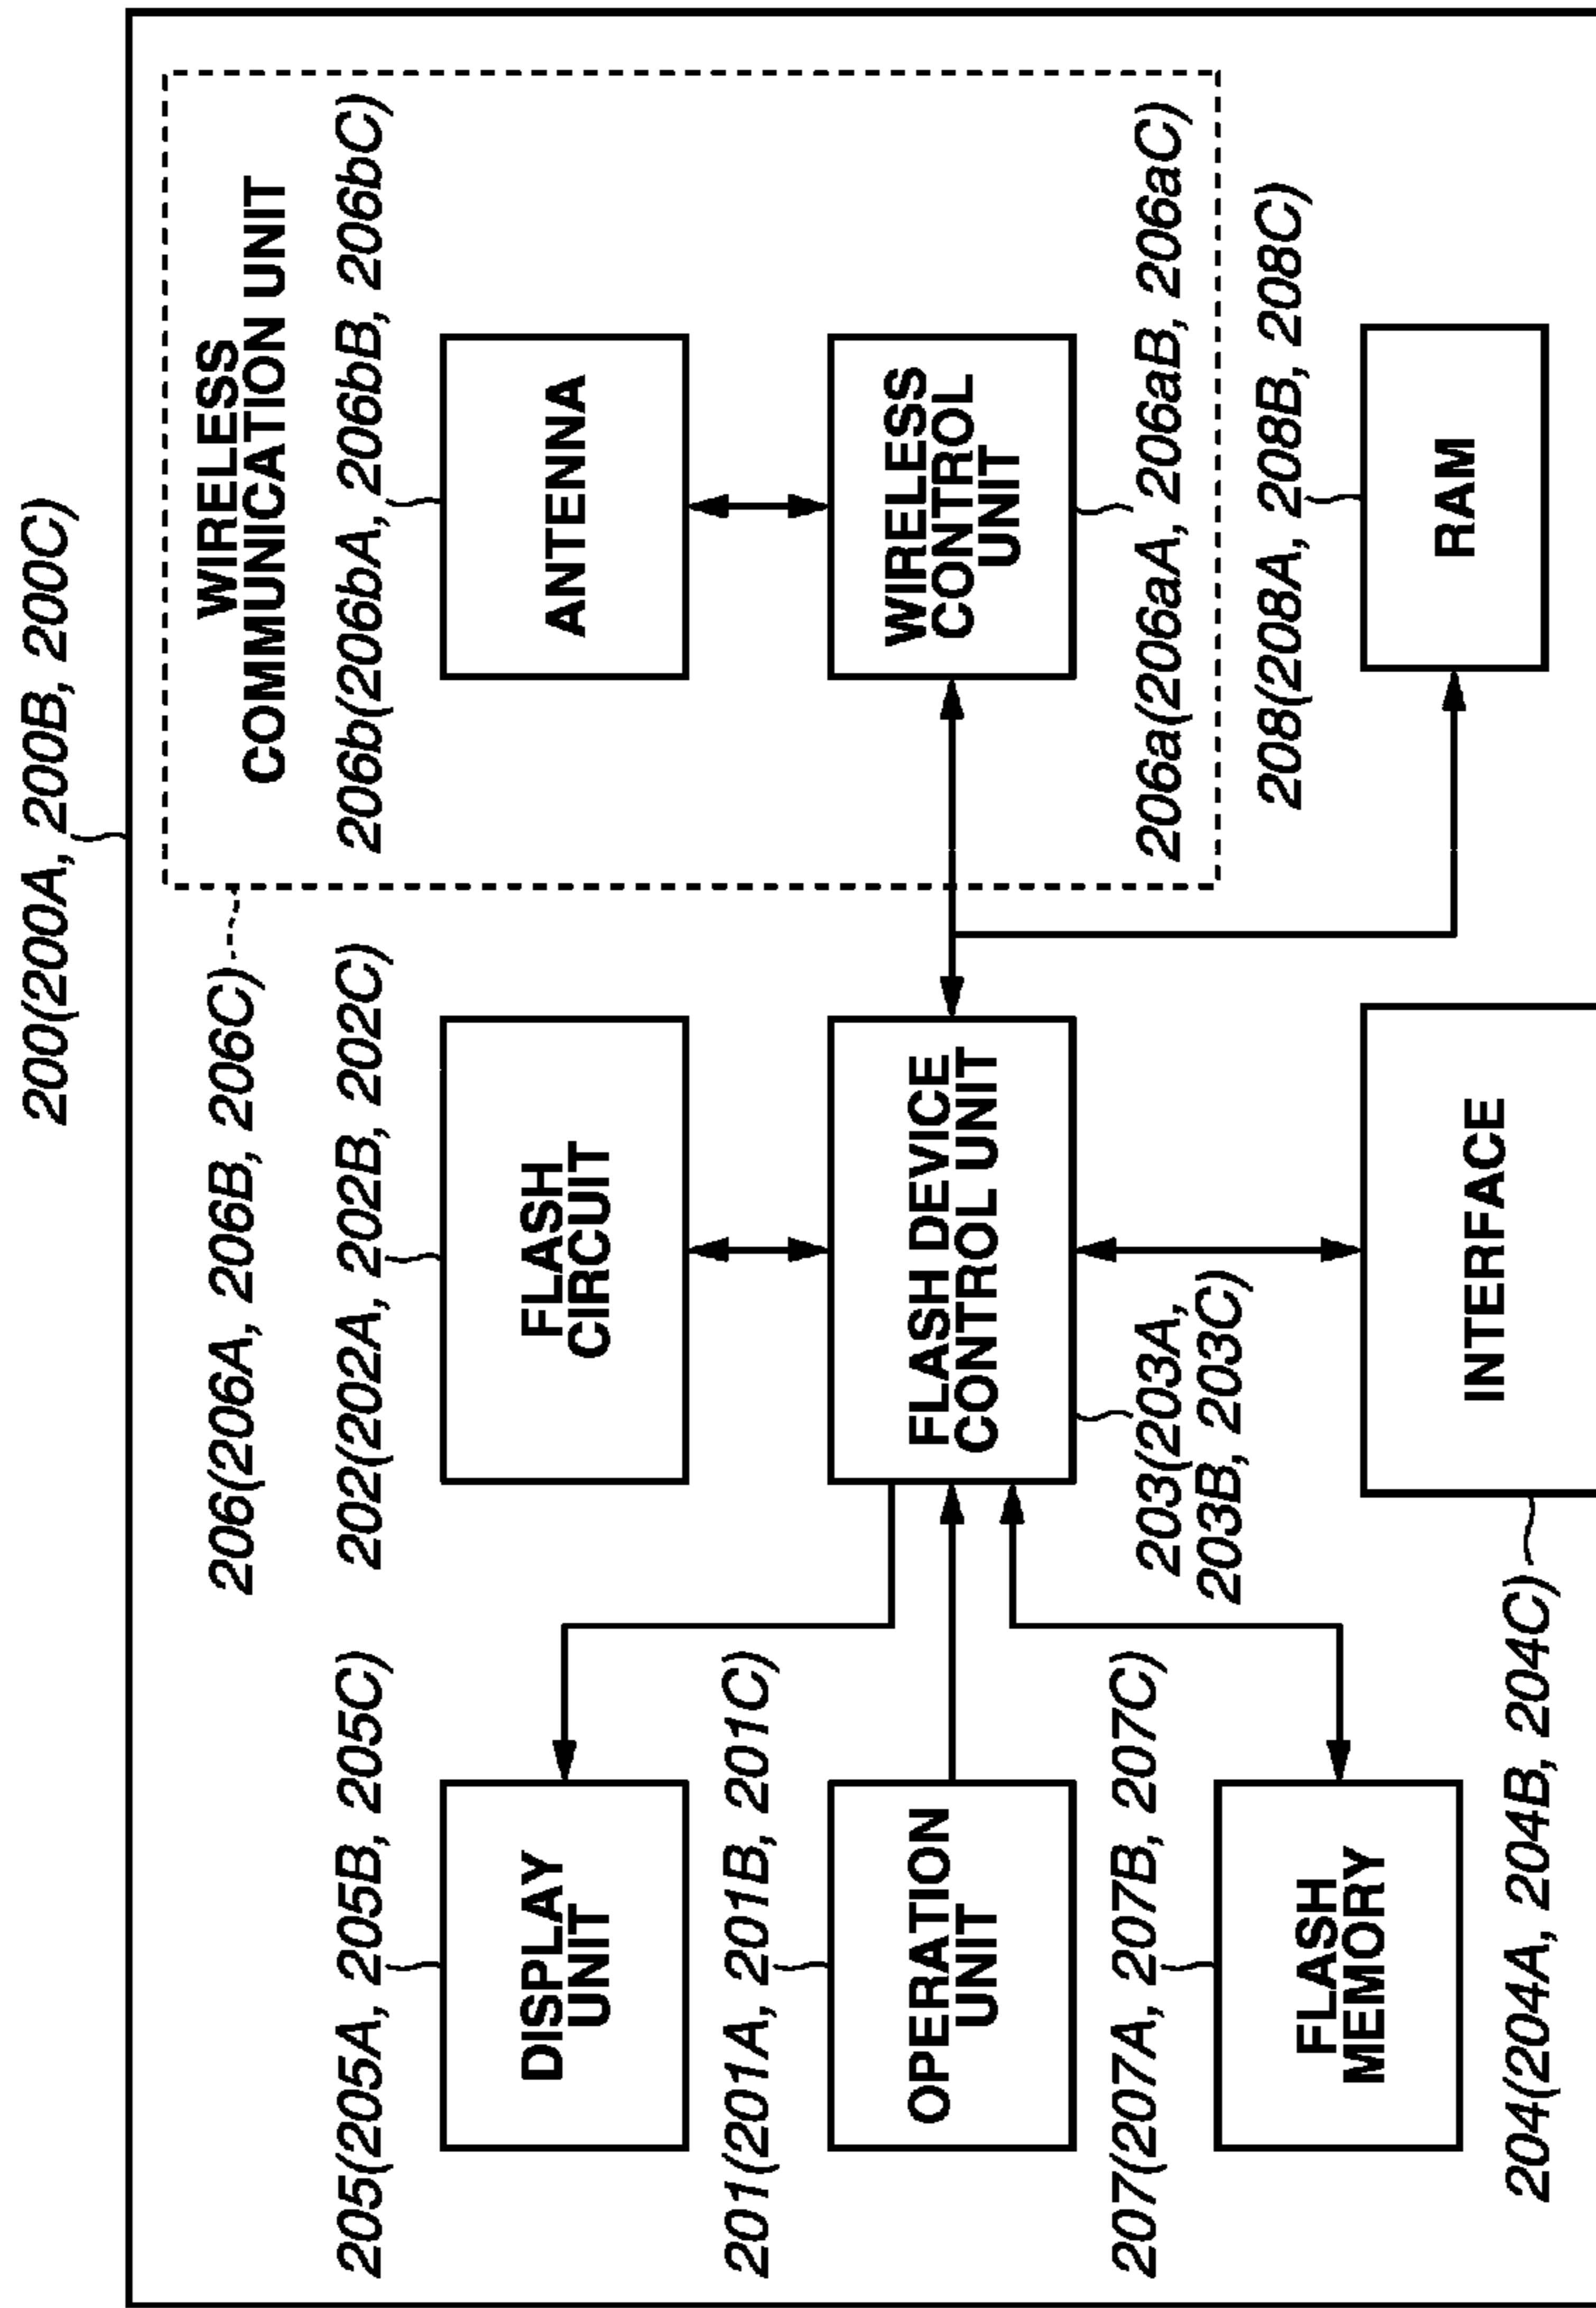 200(200A, 200B, 200C)
206(206A, 206B, 206C)
WIRELESS
COMMUNICATION UNIT
205(205A, 205B, 205C)
202(202A, 202B, 202C)
206b(206bA, 206bB, 206bC)
DISPLAY
UNIT
FLASH
CIRCUIT
ANTENNA
201(201A, 201B, 201C)
OPERATION
UNIT
FLASH DEVICE
CONTROL UNIT
WIRELESS
CONTROL
UNIT
207(207A, 207B, 207C)
203(203A,
203B, 203C)
206a(206aA, 206aB, 206aC)
208(208A, 208B, 208C)
FLASH
MEMORY
INTERFACE
RAM
204(204A, 204B, 204C)